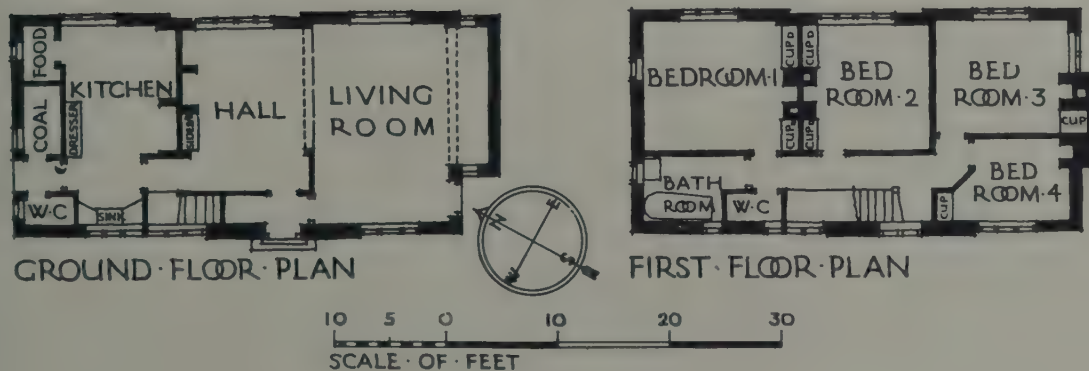 FOOD
KITCHEN
COAL
DRESSER
HALL
LIVING
ROOM
W·C
SINK
GROUND·FLOOR·PLAN
BEDROOM·1
CUPD
CUPD
BED
ROOM·2
BED
ROOM·3
CUP
CUP
CUP
BATH
ROOM
W·C
BED
ROOM·4
CUP
FIRST·FLOOR·PLAN
N
E
S
W
10 5 0 10 20 30
SCALE·OF·FEET